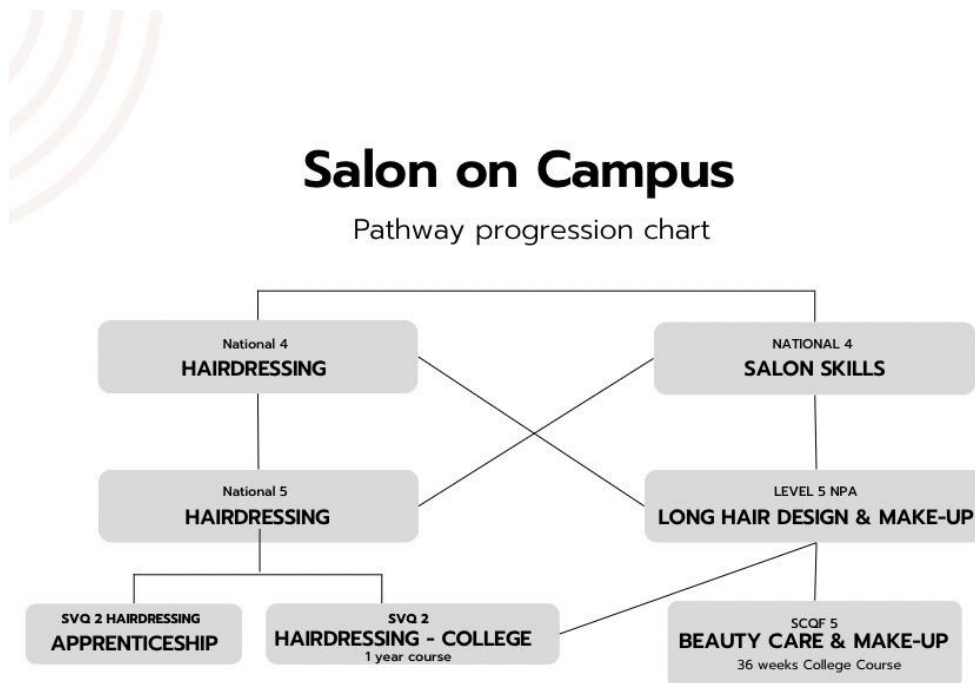 Salon on Campus
Pathway progression chart
National 4
HAIRDRESSING
NATIONAL 4
SALON SKILLS
National 5
HAIRDRESSING
LEVEL 5 NPA
LONG HAIR DESIGN & MAKE-UP
SVQ 2 HAIRDRESSING
APPRENTICESHIP
SVQ 2
HAIRDRESSING - COLLEGE
1 year course
SCQF 5
BEAUTY CARE & MAKE-UP
36 weeks College Course